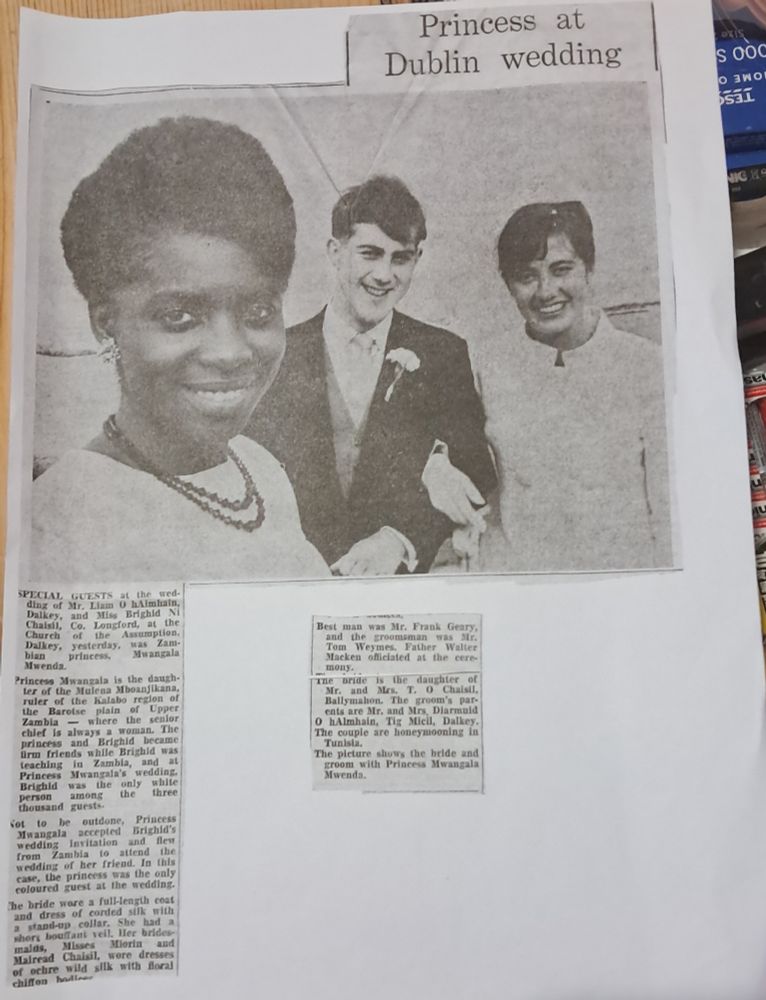 Princess at
Dublin wedding
SPECIAL GUESTS at the wed-
ding of Mr. Liam O hAlmhain,
Dalkey, and Miss Brighid Ni
Chaisil, Co. Longford, at the
Church of the Assumption,
Dalkey, yesterday, was Zam-
bian princess, Mwangala
Mwenda.
Princess Mwangala is the daugh-
ter of the Mulena Mboanjikana,
ruler of the Kalabo region of
the Barotse plain of Upper
Zambia — where the senior
chief is always a woman. The
princess and Brighid became
firm friends while Brighid was
teaching in Zambia, and at
Princess Mwangala's wedding,
Brighid was the only white
person among the three
thousand guests.
Not to be outdone, Princess
Mwangala accepted Brighid's
wedding invitation and flew
from Zambia to attend the
wedding of her friend. In this
case, the princess was the only
coloured guest at the wedding.
The bride wore a full-length coat
and dress of corded silk with
a stand-up collar. She had a
short bouffant veil. Her brides-
maids, Misses Miorin and
Mairead Chaisil, wore dresses
of ochre wild silk with floral
chiffon
Best man was Mr. Frank Geary,
and the groomsman was Mr.
Tom Weymes. Father Walter
Macken officiated at the cere-
mony.
The bride is the daughter of
Mr. and Mrs. T. O Chaisil,
Ballymahon. The groom's par-
ents are Mr. and Mrs. Diarmuid
O hAlmhain, Tig Micil, Dalkey.
The couple are honeymooning in
Tunisia.
The picture shows the bride and
groom with Princess Mwangala
Mwenda.
TESCO